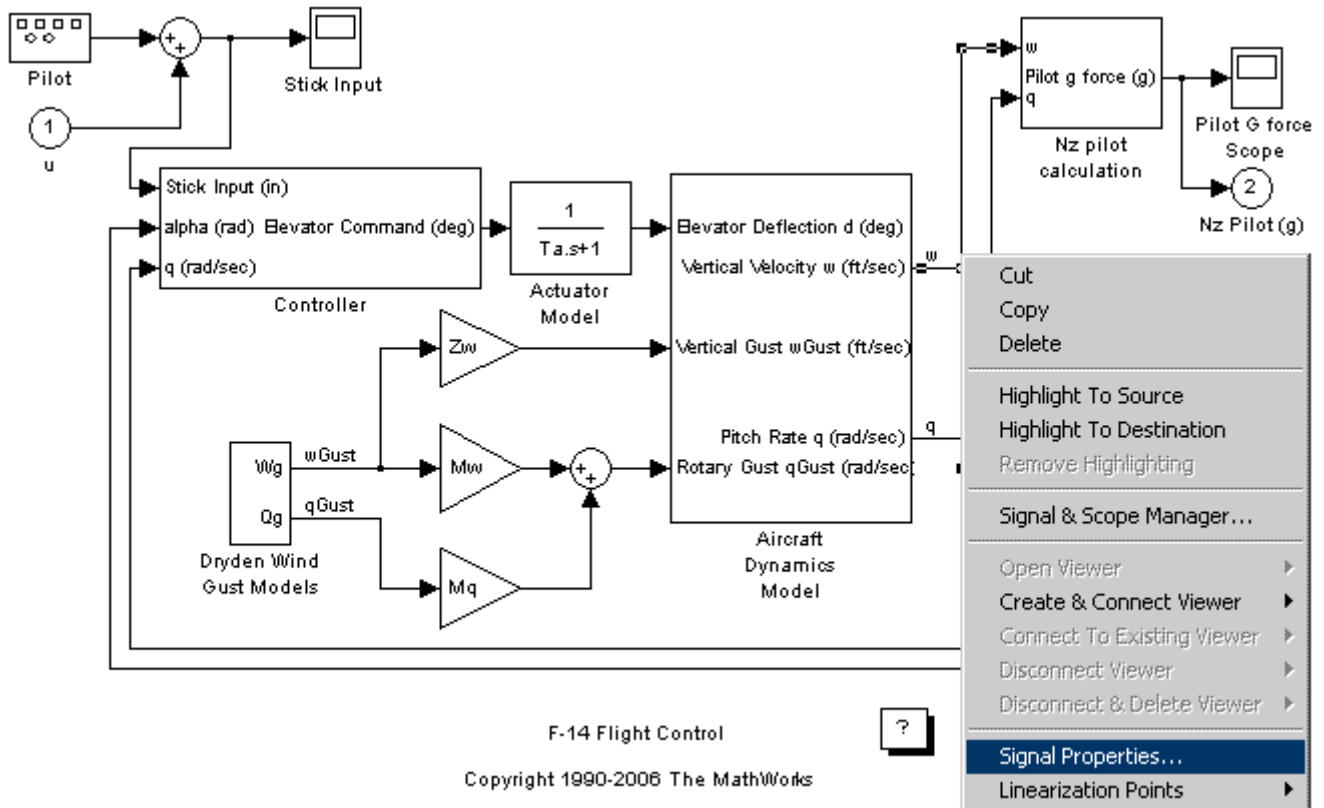 Pilot
1
u
Stick Input
w
Pilot g force (g)
q
Nz pilot
calculation
Pilot G force
Scope
2
Nz Pilot (g)
Stick Input (in)
alpha (rad) Elevator Command (deg)
q (rad/sec)
Controller
1
Ta.s+1
Actuator
Model
Elevator Deflection d (deg)
Vertical Velocity w (ft/sec)
w
Vertical Gust wGust (ft/sec)
Pitch Rate q (rad/sec)
q
Rotary Gust qGust (rad/sec
Aircraft
Dynamics
Model
Zw
Mw
Mq
Wg
wGust
Qg
qGust
Dryden Wind
Gust Models
F-14 Flight Control
?
Copyright 1990-2006 The MathWorks
Cut
Copy
Delete
Highlight To Source
Highlight To Destination
Remove Highlighting
Signal & Scope Manager...
Open Viewer
Create & Connect Viewer
Connect To Existing Viewer
Disconnect Viewer
Disconnect & Delete Viewer
Signal Properties...
Linearization Points